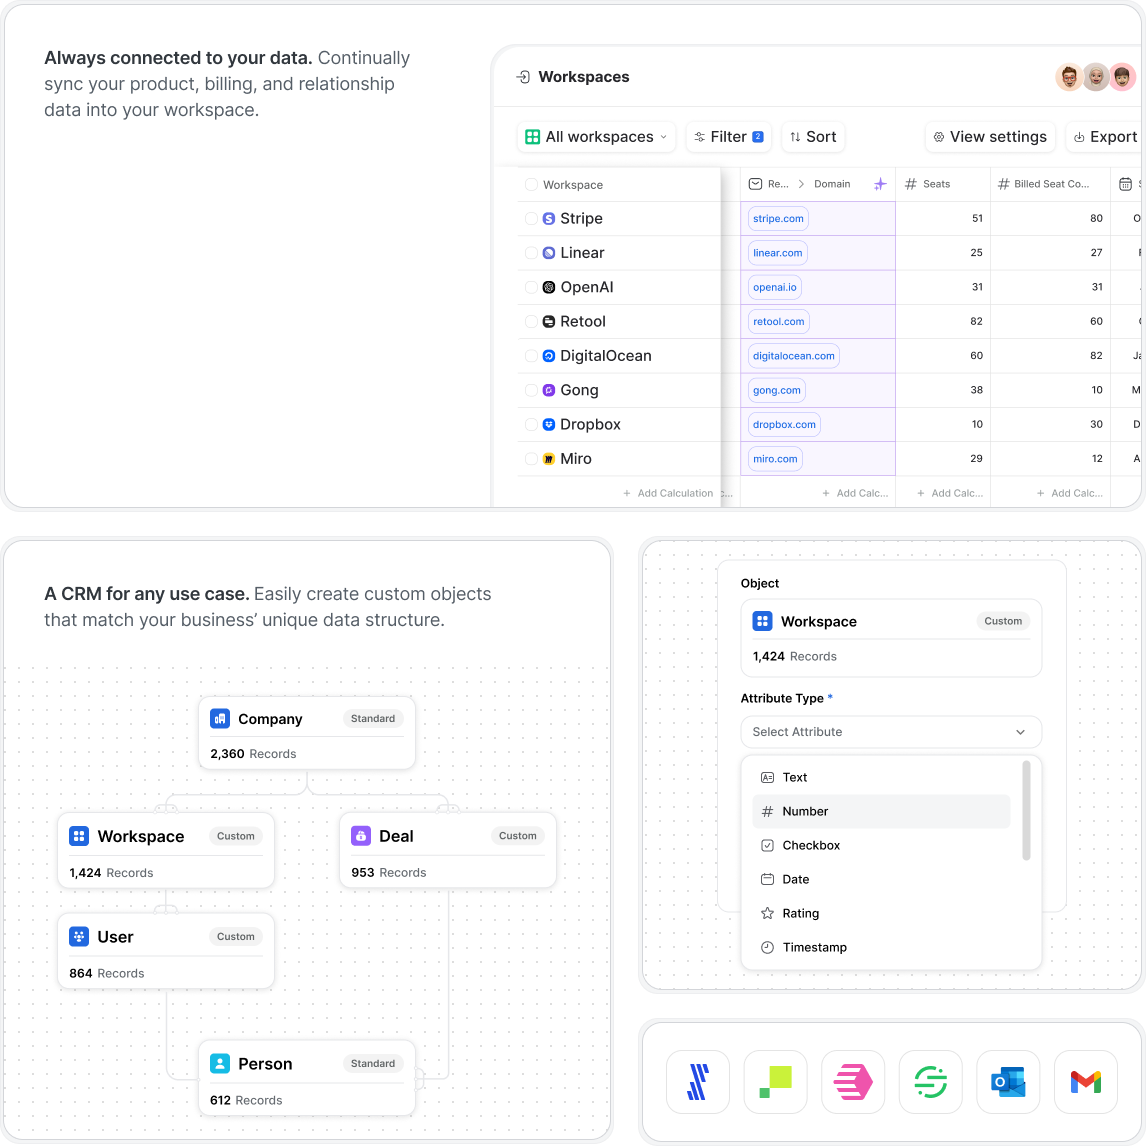 Always connected to your data. Continually
sync your product, billing, and relationship
data into your workspace.
Workspaces
All workspaces
Filter 2
Sort
View settings
Export
Workspace Re... Domain Seats Billed Seat Co...
Stripe stripe.com 51 80
Linear linear.com 25 27
OpenAI openai.io 31 31
Retool retool.com 82 60
DigitalOcean digitalocean.com 60 82 Ja
Gong gong.com 38 10 M
Dropbox dropbox.com 10 30 D
Miro miro.com 29 12 A
+ Add Calculation c... + Add Calc... + Add Calc... + Add Calc...
A CRM for any use case. Easily create custom objects
that match your business’ unique data structure.
Company Standard
2,360 Records
Workspace Custom
1,424 Records
Deal Custom
953 Records
User Custom
864 Records
Person Standard
612 Records
Object
Workspace Custom
1,424 Records
Attribute Type *
Select Attribute
Text
Number
Checkbox
Date
Rating
Timestamp